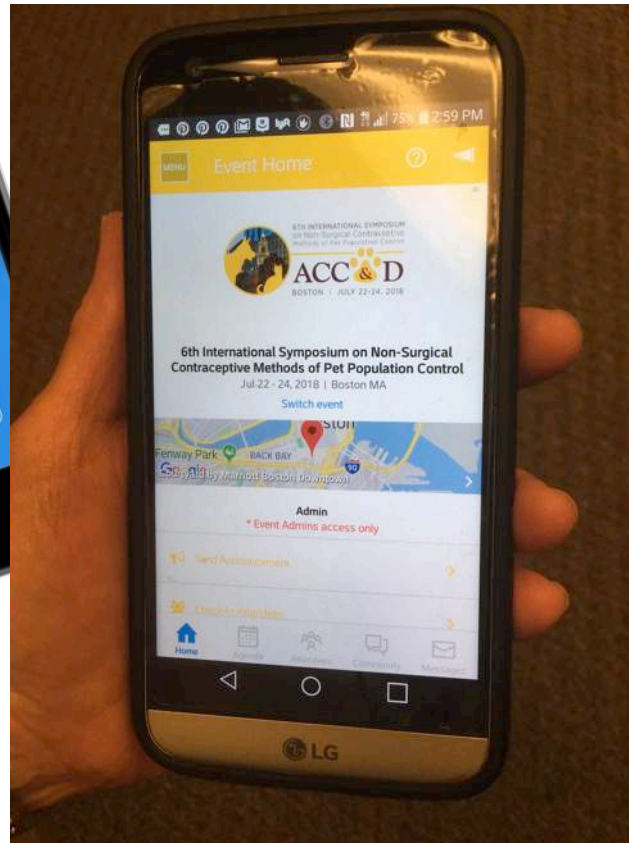 75% 2:59 PM
MENU Event Home
6TH INTERNATIONAL SYMPOSIUM
on Non-Surgical Contraceptive
Methods of Pet Population Control
ACC & D
BOSTON | JULY 22-24, 2018
6th International Symposium on Non-Surgical
Contraceptive Methods of Pet Population Control
Jul 22 - 24, 2018 | Boston MA
Switch event
ston
Fenway Park
BACK BAY
90
Google
Courtyard by Marriott Boston Downtown
Admin
* Event Admins access only
Send Announcement
Check-in Attendees
Home
Agenda
Attendees
Community
Messages
LG